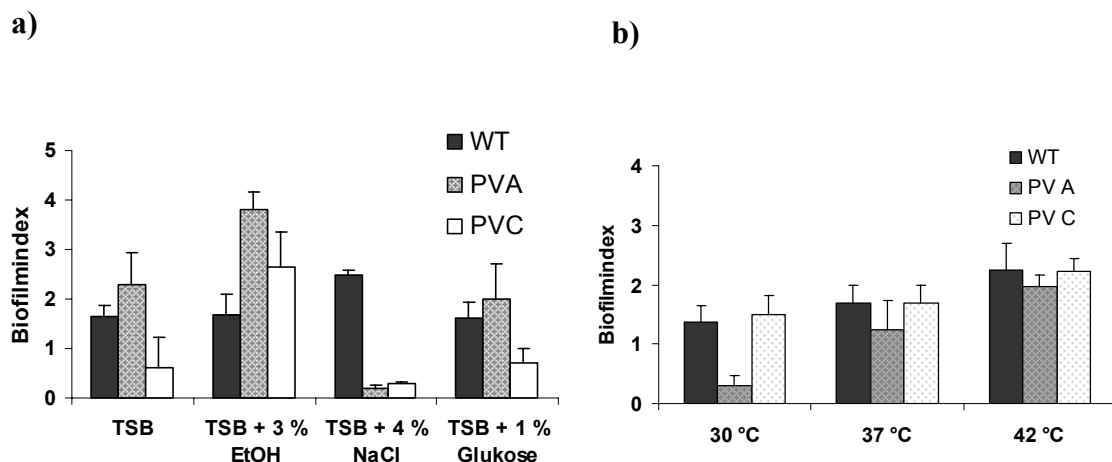 a)
WT
PVA
PVC
Biofilmindex
5
4
3
2
1
0
TSB
TSB + 3 %
EtOH
TSB + 4 %
NaCl
TSB + 1 %
Glukose
b)
WT
PV A
PV C
Biofilmindex
4
3
2
1
0
30 °C
37 °C
42 °C